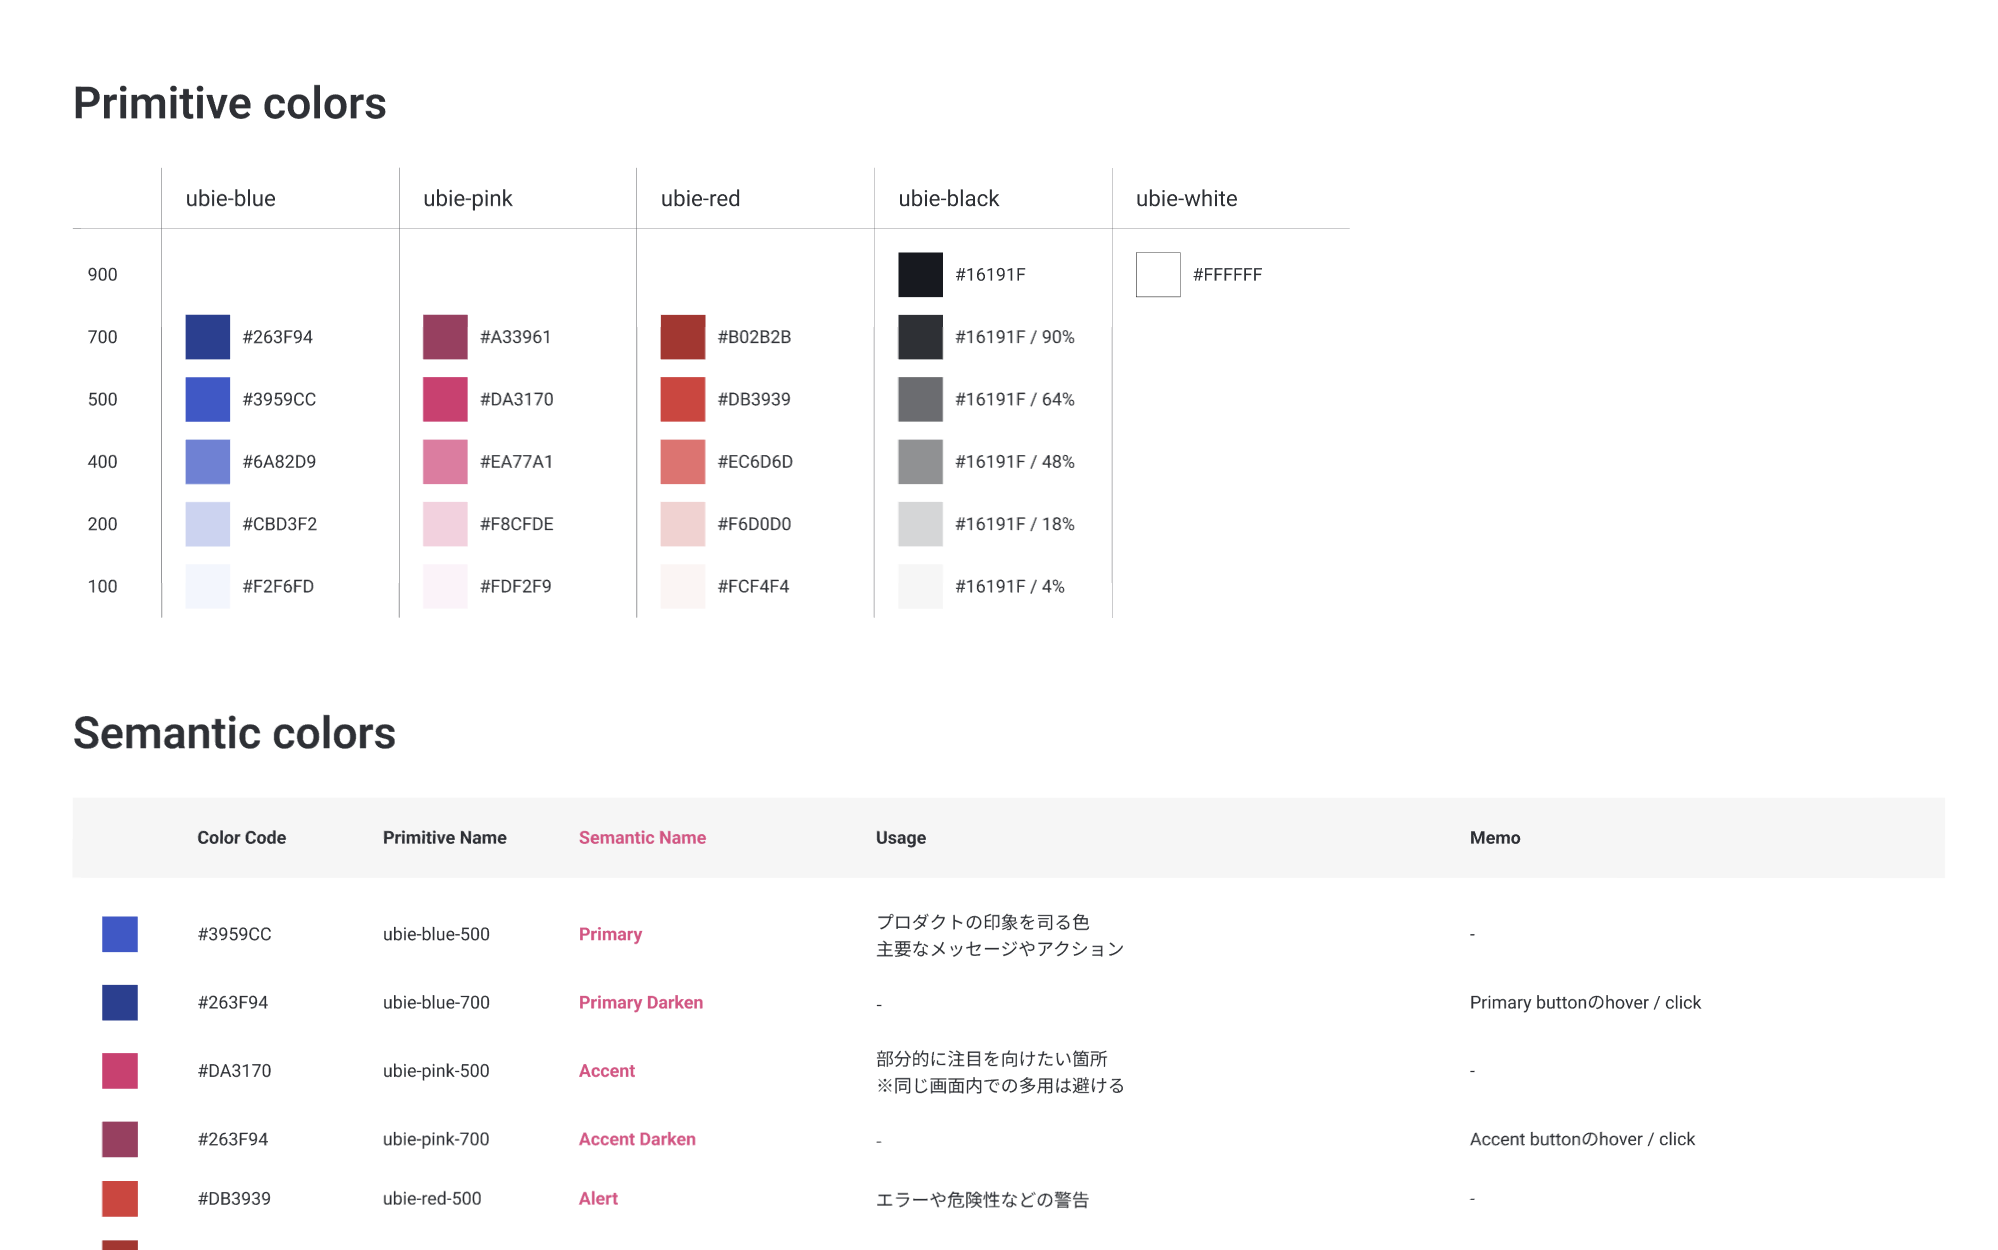 Primitive colors
ubie-blue ubie-pink ubie-red ubie-black ubie-white
900 #16191F #FFFFFF
700 #263F94 #A33961 #B02B2B #16191F / 90%
500 #3959CC #DA3170 #DB3939 #16191F / 64%
400 #6A82D9 #EA77A1 #EC6D6D #16191F / 48%
200 #CBD3F2 #F8CFDE #F6D0D0 #16191F / 18%
100 #F2F6FD #FDF2F9 #FCF4F4 #16191F / 4%
Semantic colors
Color Code Primitive Name Semantic Name Usage Memo
#3959CC ubie-blue-500 Primary プロダクトの印象を司る色
主要なメッセージやアクション -
#263F94 ubie-blue-700 Primary Darken - Primary buttonのhover / click
#DA3170 ubie-pink-500 Accent 部分的に注目を向けたい箇所
※同じ画面内での多用は避ける -
#263F94 ubie-pink-700 Accent Darken - Accent buttonのhover / click
#DB3939 ubie-red-500 Alert エラーや危険性などの警告 -